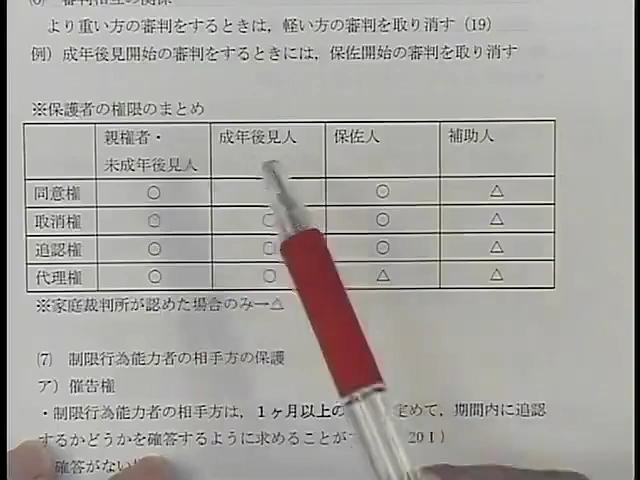 (6) 審判相互の関係
より重い方の審判をするときは，軽い方の審判を取り消す（19）
例）成年後見開始の審判をするときには，保佐開始の審判を取り消す
※保護者の権限のまとめ
親権者・未成年後見人 成年後見人 保佐人 補助人
同意権 ○ ○ △
取消権 ○ ○ ○ △
追認権 ○ ○ ○ △
代理権 ○ ○ △ △
※家庭裁判所が認めた場合のみ→△
(7) 制限行為能力者の相手方の保護
ア）催告権
・制限行為能力者の相手方は，１ヶ月以上の 定めて，期間内に追認
するかどうかを確答するように求めることが 20Ⅰ）
確答がない